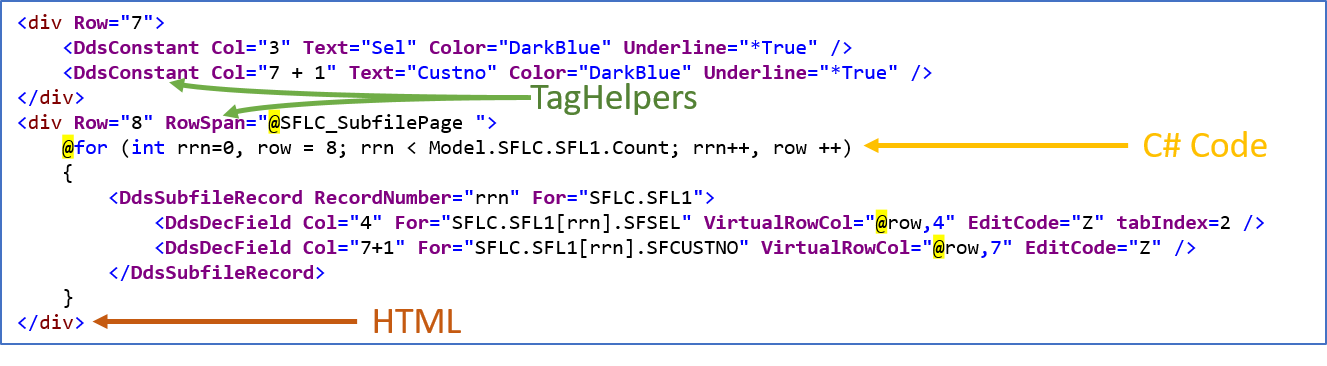 <div Row="7">
    <DdsConstant Col="3" Text="Sel" Color="DarkBlue" Underline="*True" />
    <DdsConstant Col="7 + 1" Text="Custno" Color="DarkBlue" Underline="*True" />
</div>
TagHelpers
<div Row="8" RowSpan="@SFLC_SubfilePage ">
    @for (int rrn=0, row = 8; rrn < Model.SFLC.SFL1.Count; rrn++, row ++)
C# Code
    {
        <DdsSubfileRecord RecordNumber="rrn" For="SFLC.SFL1">
            <DdsDecField Col="4" For="SFLC.SFL1[rrn].SFSEL" VirtualRowCol="@row,4" EditCode="Z" tabIndex=2 />
            <DdsDecField Col="7+1" For="SFLC.SFL1[rrn].SFCUSTNO" VirtualRowCol="@row,7" EditCode="Z" />
        </DdsSubfileRecord>
    }
</div>
HTML